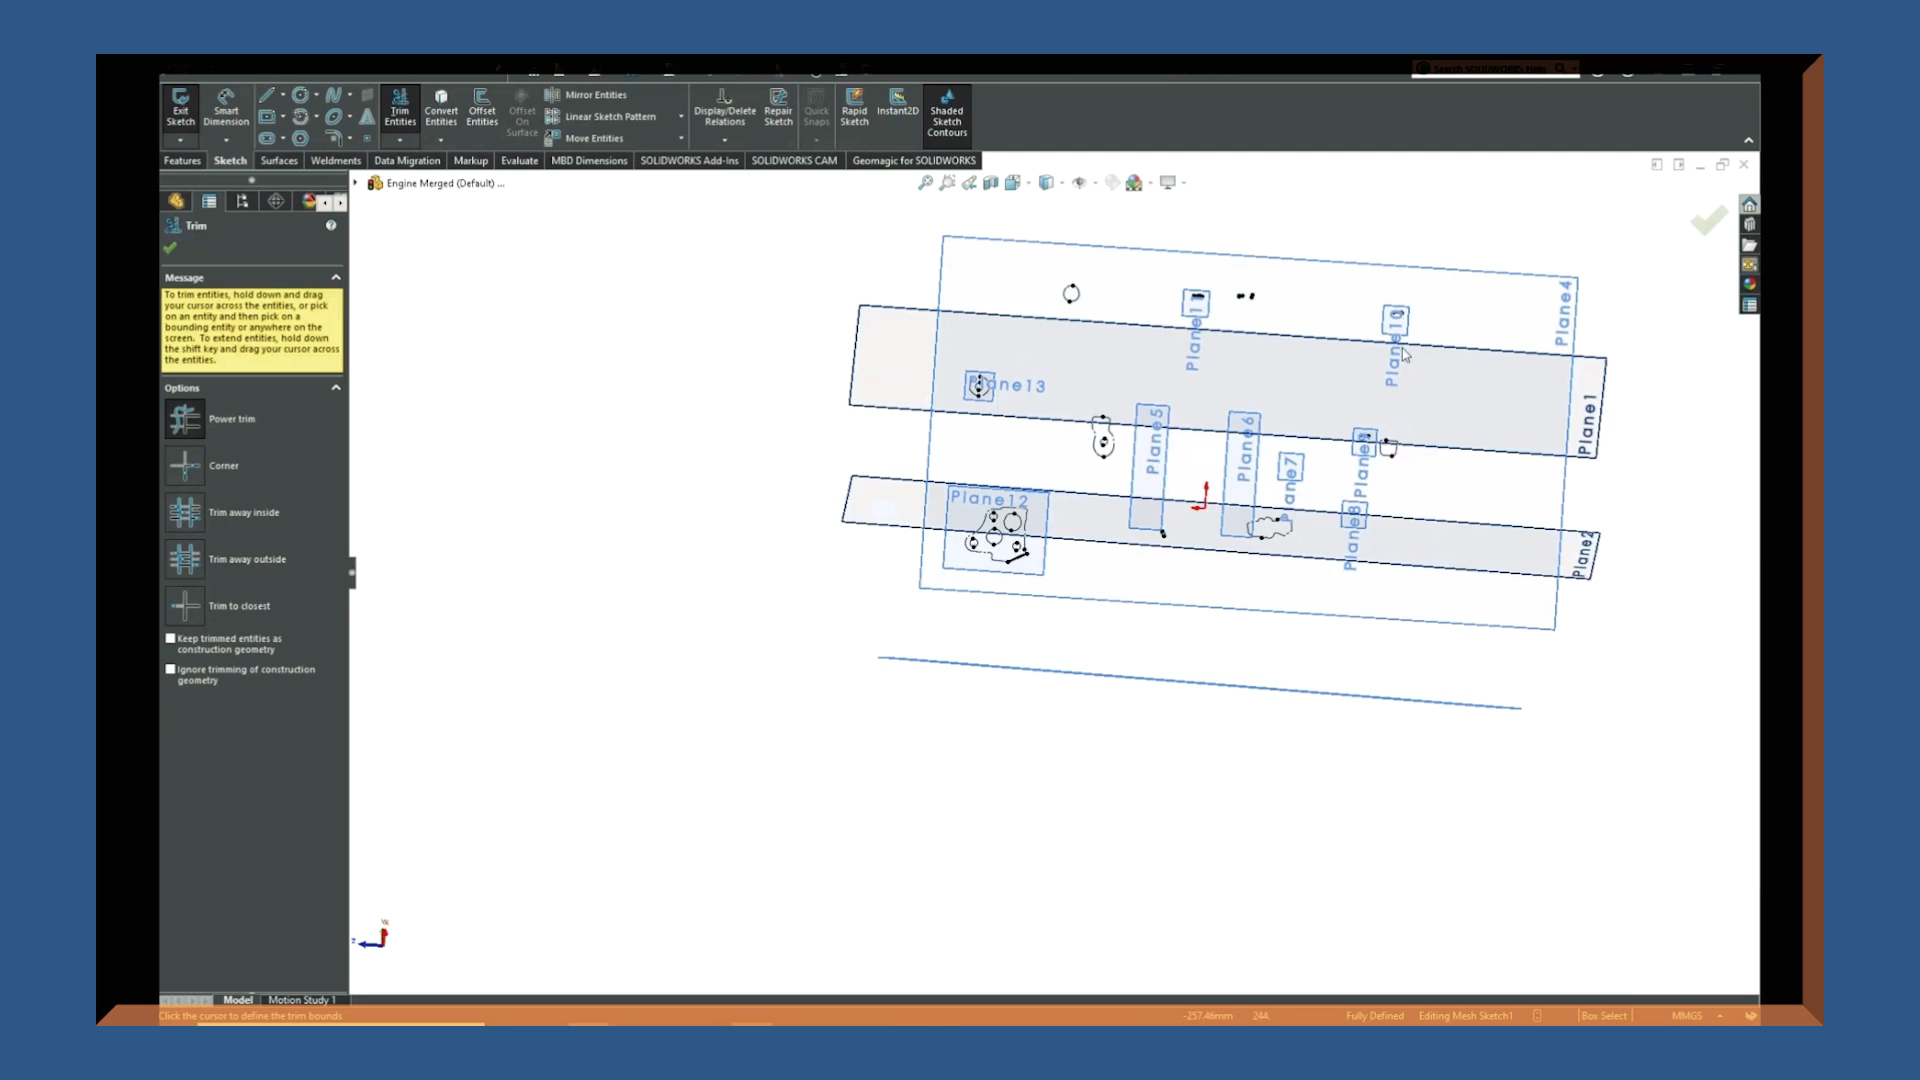 Search SOLIDWORKS Help
Exit Sketch
Smart Dimension
Trim Entities
Convert Entities
Offset Entities
Offset On Surface
Mirror Entities
Linear Sketch Pattern
Move Entities
Display/Delete Relations
Repair Sketch
Quick Snaps
Rapid Sketch
Instant2D
Shaded Sketch Contours
Features
Sketch
Surfaces
Weldments
Data Migration
Markup
Evaluate
MBD Dimensions
SOLIDWORKS Add-Ins
SOLIDWORKS CAM
Geomagic for SOLIDWORKS
Engine Merged (Default) ...
Trim
Message
To trim entities, hold down and drag
your cursor across the entities, or pick
on an entity and then pick on a
bounding entity or anywhere on the
screen. To extend entities, hold down
the shift key and drag your cursor across
the entities.
Options
Power trim
Corner
Trim away inside
Trim away outside
Trim to closest
Keep trimmed entities as
construction geometry
Ignore trimming of construction
geometry
Plane4
Plane11
Plane10
Plane13
Plane1
Plane5
Plane6
Plane7
Plane9
Plane12
Plane8
Plane2
Model
Motion Study 1
Click the cursor to define the trim bounds
-257.46mm
244.
Fully Defined
Editing Mesh Sketch1
Box Select
MMGS